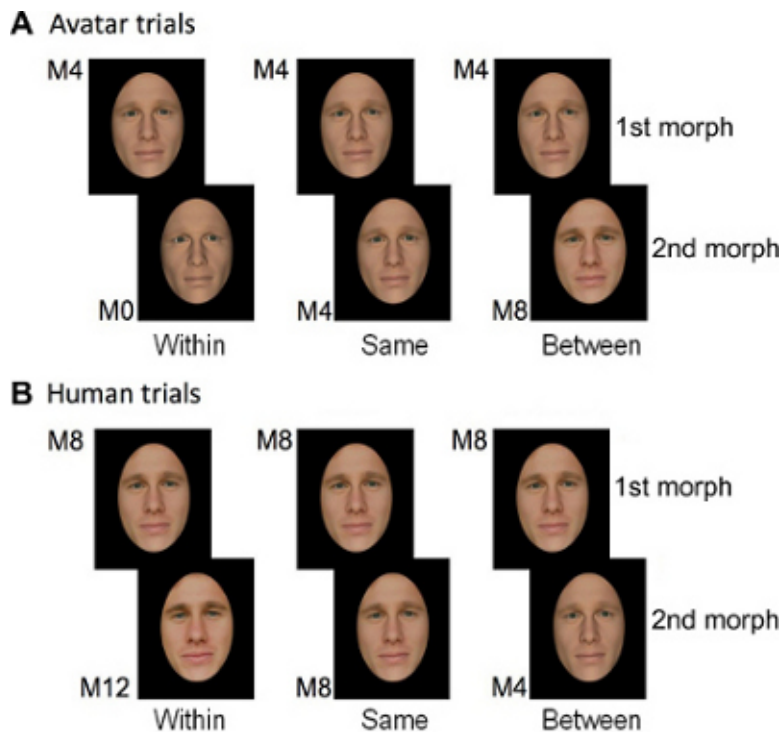 A Avatar trials
M4 M4 M4
1st morph
2nd morph
M0 M4 M8
Within Same Between
B Human trials
M8 M8 M8
1st morph
2nd morph
M12 M8 M4
Within Same Between